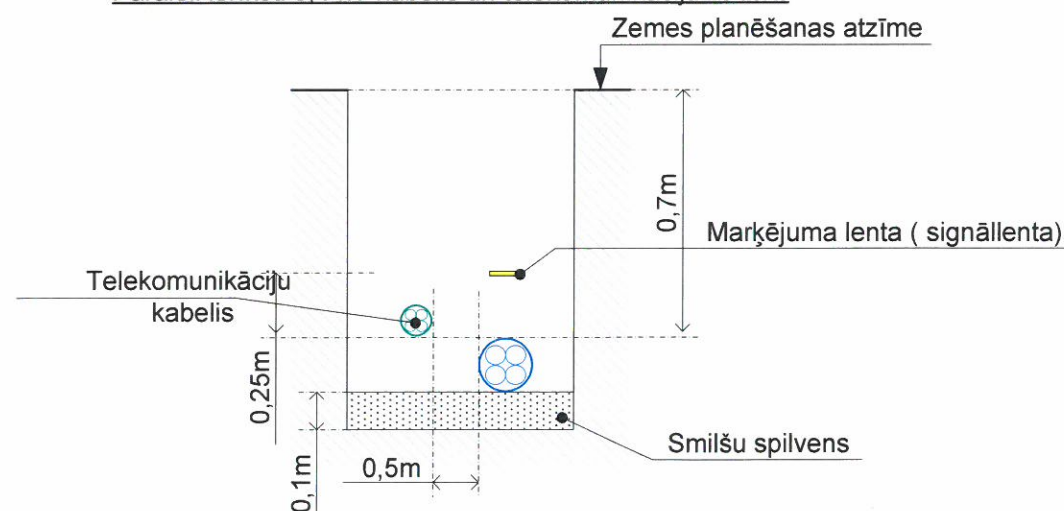 Zemes planēšanas atzīme
0,7m
Marķējuma lenta ( signāllenta)
Telekomunikāciju
kabelis
0,25m
Smilšu spilvens
0,5m
0,1m